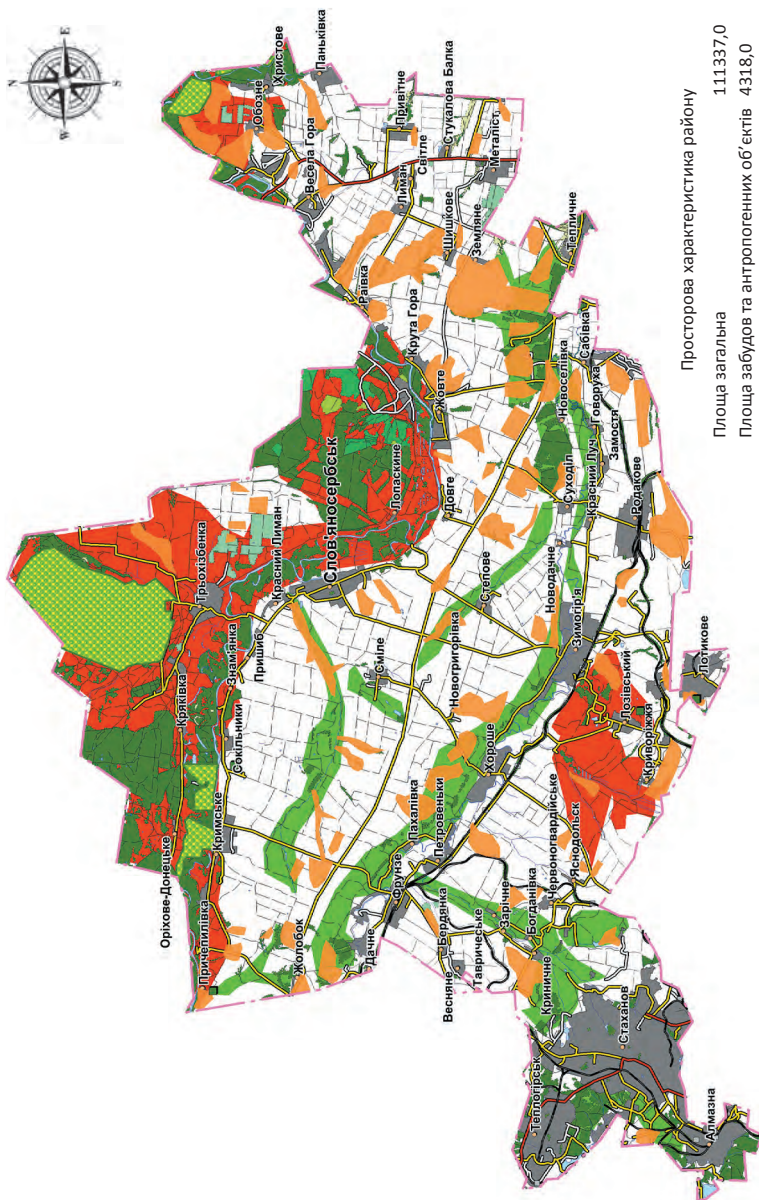 N
E
S
W
Оріхове-Донецьке
Причепилівка
Кримське
Сокільники
Кряківка
Знам'янка
Пришиб
Трьохізбенка
Красний Лиман
Слов'яносербськ
Лопаскине
Обозне
Христове
Паньківка
Весела Гора
Раївка
Привітне
Лиман
Світле
Стукалова Балка
Металіст
Шишкове
Земляне
Тепличне
Крута Гора
Жовте
Довге
Жолобок
Дачне
Фрунзе
Пахалівка
Петровеньки
Сміле
Новогригорівка
Хороше
Степове
Новодачне
Зимогір'я
Суходіл
Красний Луч
Новоселівка
Говоруха
Сабівка
Замостя
Родакове
Лозівський
Криворіжжя
Лотикове
Весняне
Бердянка
Тавричеське
Зарічне
Богданівка
Червоногвардійське
Яснодольск
Криничне
Стаханов
Теплогірськ
Алмазна
Просторова характеристика району
Площа загальна 111337,0
Площа забудов та антропогенних об'єктів 4318,0